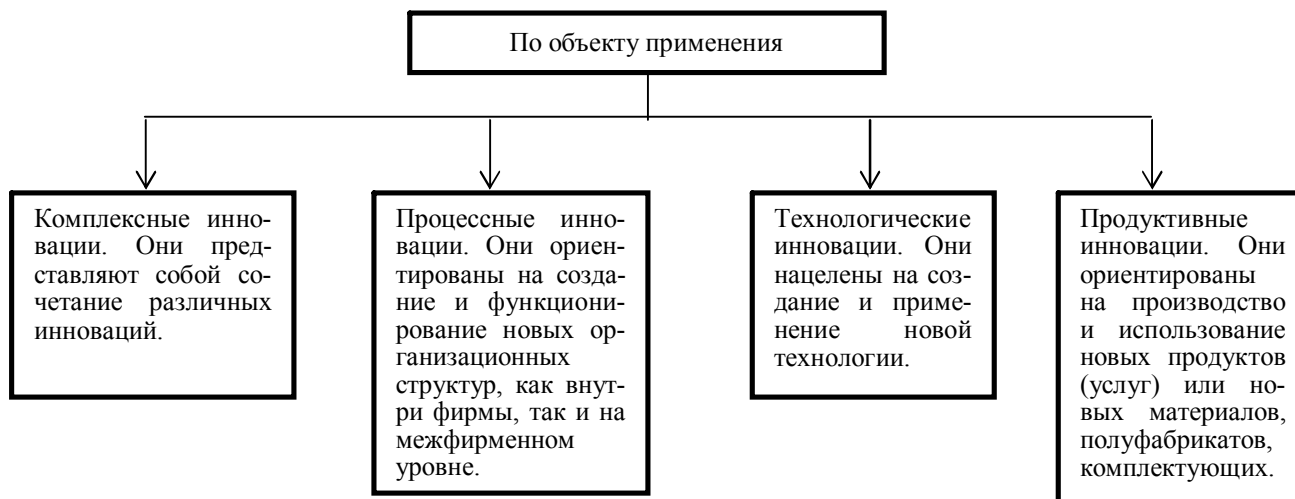 По объекту применения
Комплексные инно-
вации. Они пред-
ставляют собой со-
четание различных
инноваций.
Процессные инно-
вации. Они ориен-
тированы на созда-
ние и функциони-
рование новых ор-
ганизационных
структур, как внут-
ри фирмы, так и на
межфирменном
уровне.
Технологические
инновации. Они
нацелены на соз-
дание и приме-
нение новой
технологии.
Продуктивные
инновации. Они
ориентированы
на производство
и использование
новых продуктов
(услуг) или но-
вых материалов,
полуфабрикатов,
комплектующих.